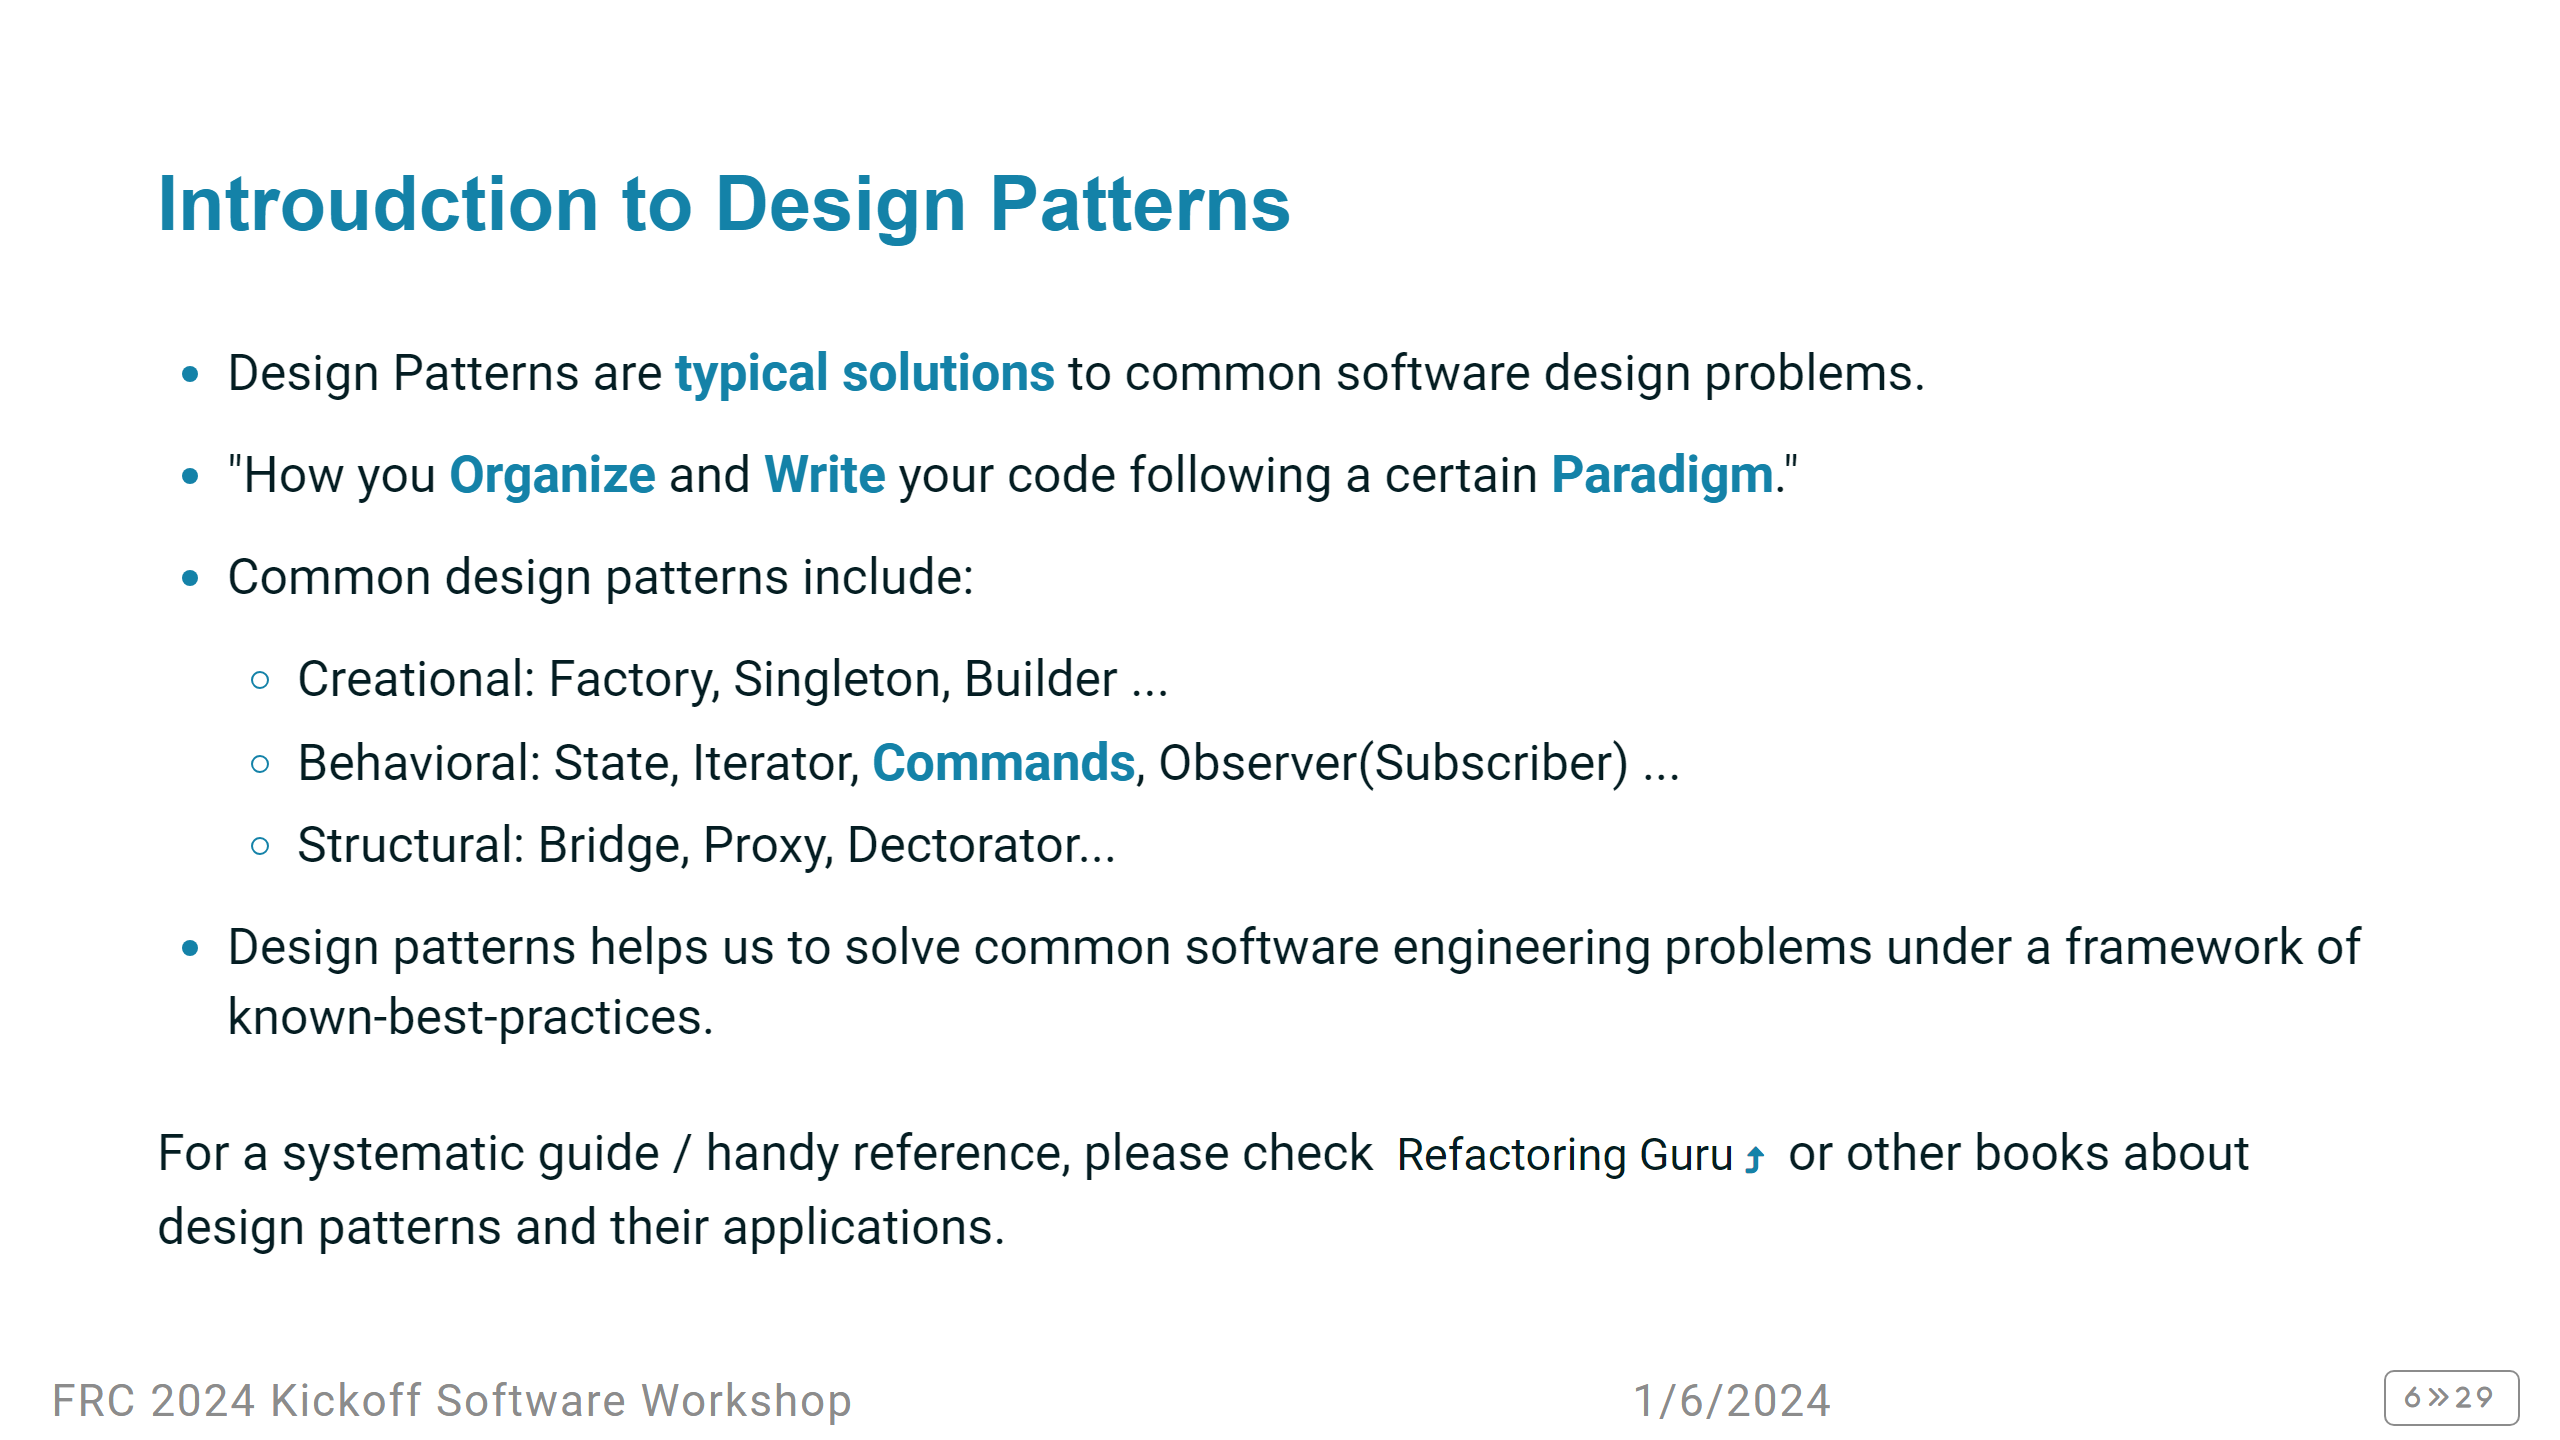 Introudction to Design Patterns
Design Patterns are typical solutions to common software design problems.
"How you Organize and Write your code following a certain Paradigm."
Common design patterns include:
Creational: Factory, Singleton, Builder ...
Behavioral: State, Iterator, Commands, Observer(Subscriber) ...
Structural: Bridge, Proxy, Dectorator...
Design patterns helps us to solve common software engineering problems under a framework of
known-best-practices.
For a systematic guide / handy reference, please check Refactoring Guru or other books about
design patterns and their applications.
FRC 2024 Kickoff Software Workshop 1/6/2024 6»29